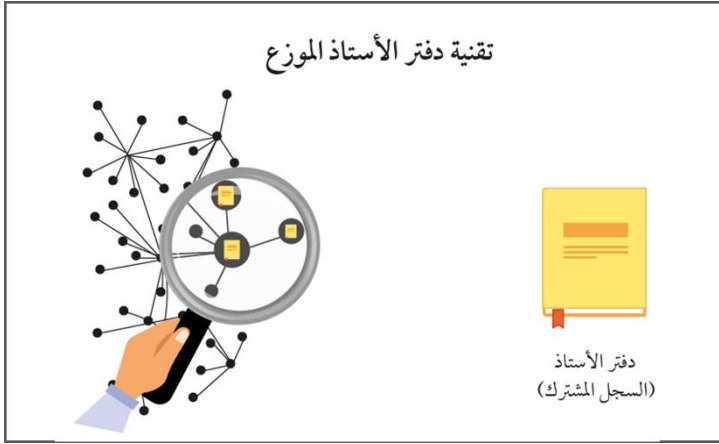 تقنية دفتر الأستاذ الموزع
دفتر الأستاذ
(السجل المشترك)